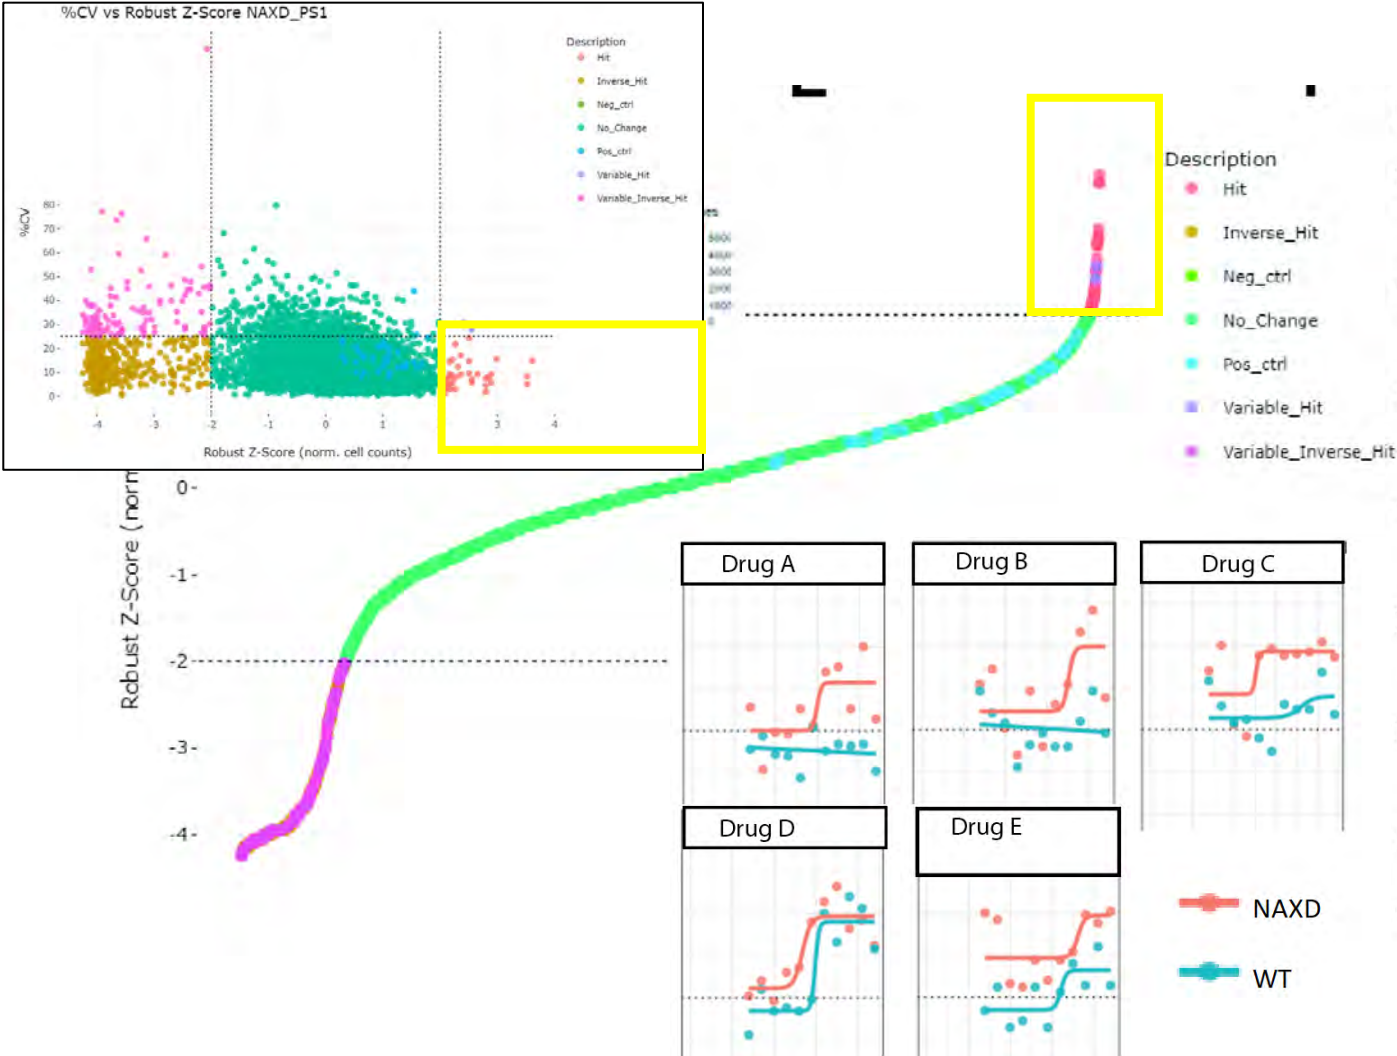 %CV vs Robust Z-Score NAXD_PS1
Description
Hit
Inverse_Hit
Neg_ctrl
No_Change
Pos_ctrl
Variable_Hit
Variable_Inverse_Hit
%CV
80-
70-
60-
50-
40-
30-
20-
10-
0-
-4
-3
-2
0
1
3
4
Robust Z-Score (norm. cell counts)
Description
Hit
Inverse_Hit
Neg_ctrl
No_Change
Pos_ctrl
Variable_Hit
Variable_Inverse_Hit
Robust Z-Score (norm
0-
-1-
-2-
-3-
-4-
Drug A
Drug B
Drug C
Drug D
Drug E
NAXD
WT